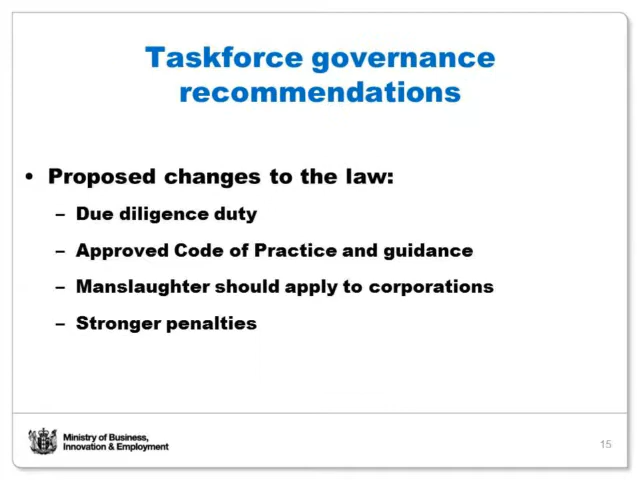 Taskforce governance
recommendations
• Proposed changes to the law:
– Due diligence duty
– Approved Code of Practice and guidance
– Manslaughter should apply to corporations
– Stronger penalties
Ministry of Business,
Innovation & Employment
15